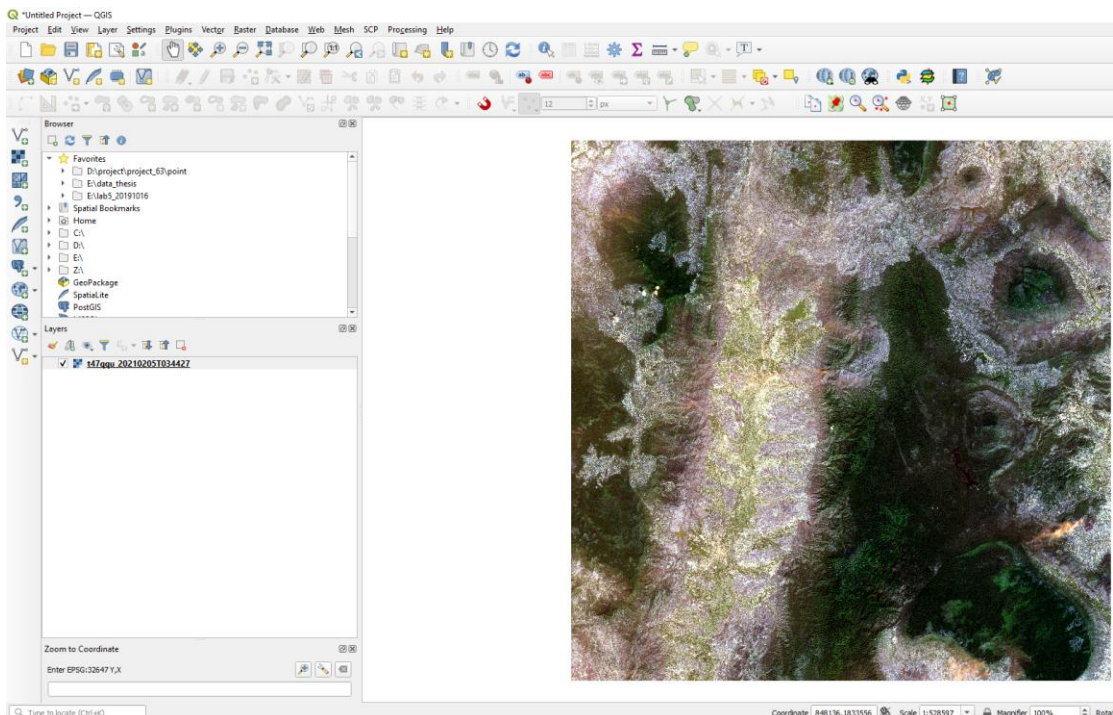 *Untitled Project — QGIS
Project Edit View Layer Settings Plugins Vector Raster Database Web Mesh SCP Processing Help
12 px
Browser
Favorites
D:\project\project_63\point
E:\data_thesis
E:\lab5_20191016
Spatial Bookmarks
Home
C:\
D:\
E:\
Z:\
GeoPackage
SpatiaLite
PostGIS
Layers
t47qqu_20210205T034427
Zoom to Coordinate
Enter EPSG:32647 Y,X
Type to locate (Ctrl+K)
Coordinate 848136,1833556 Scale 1:528597 Magnifier 100% Rota